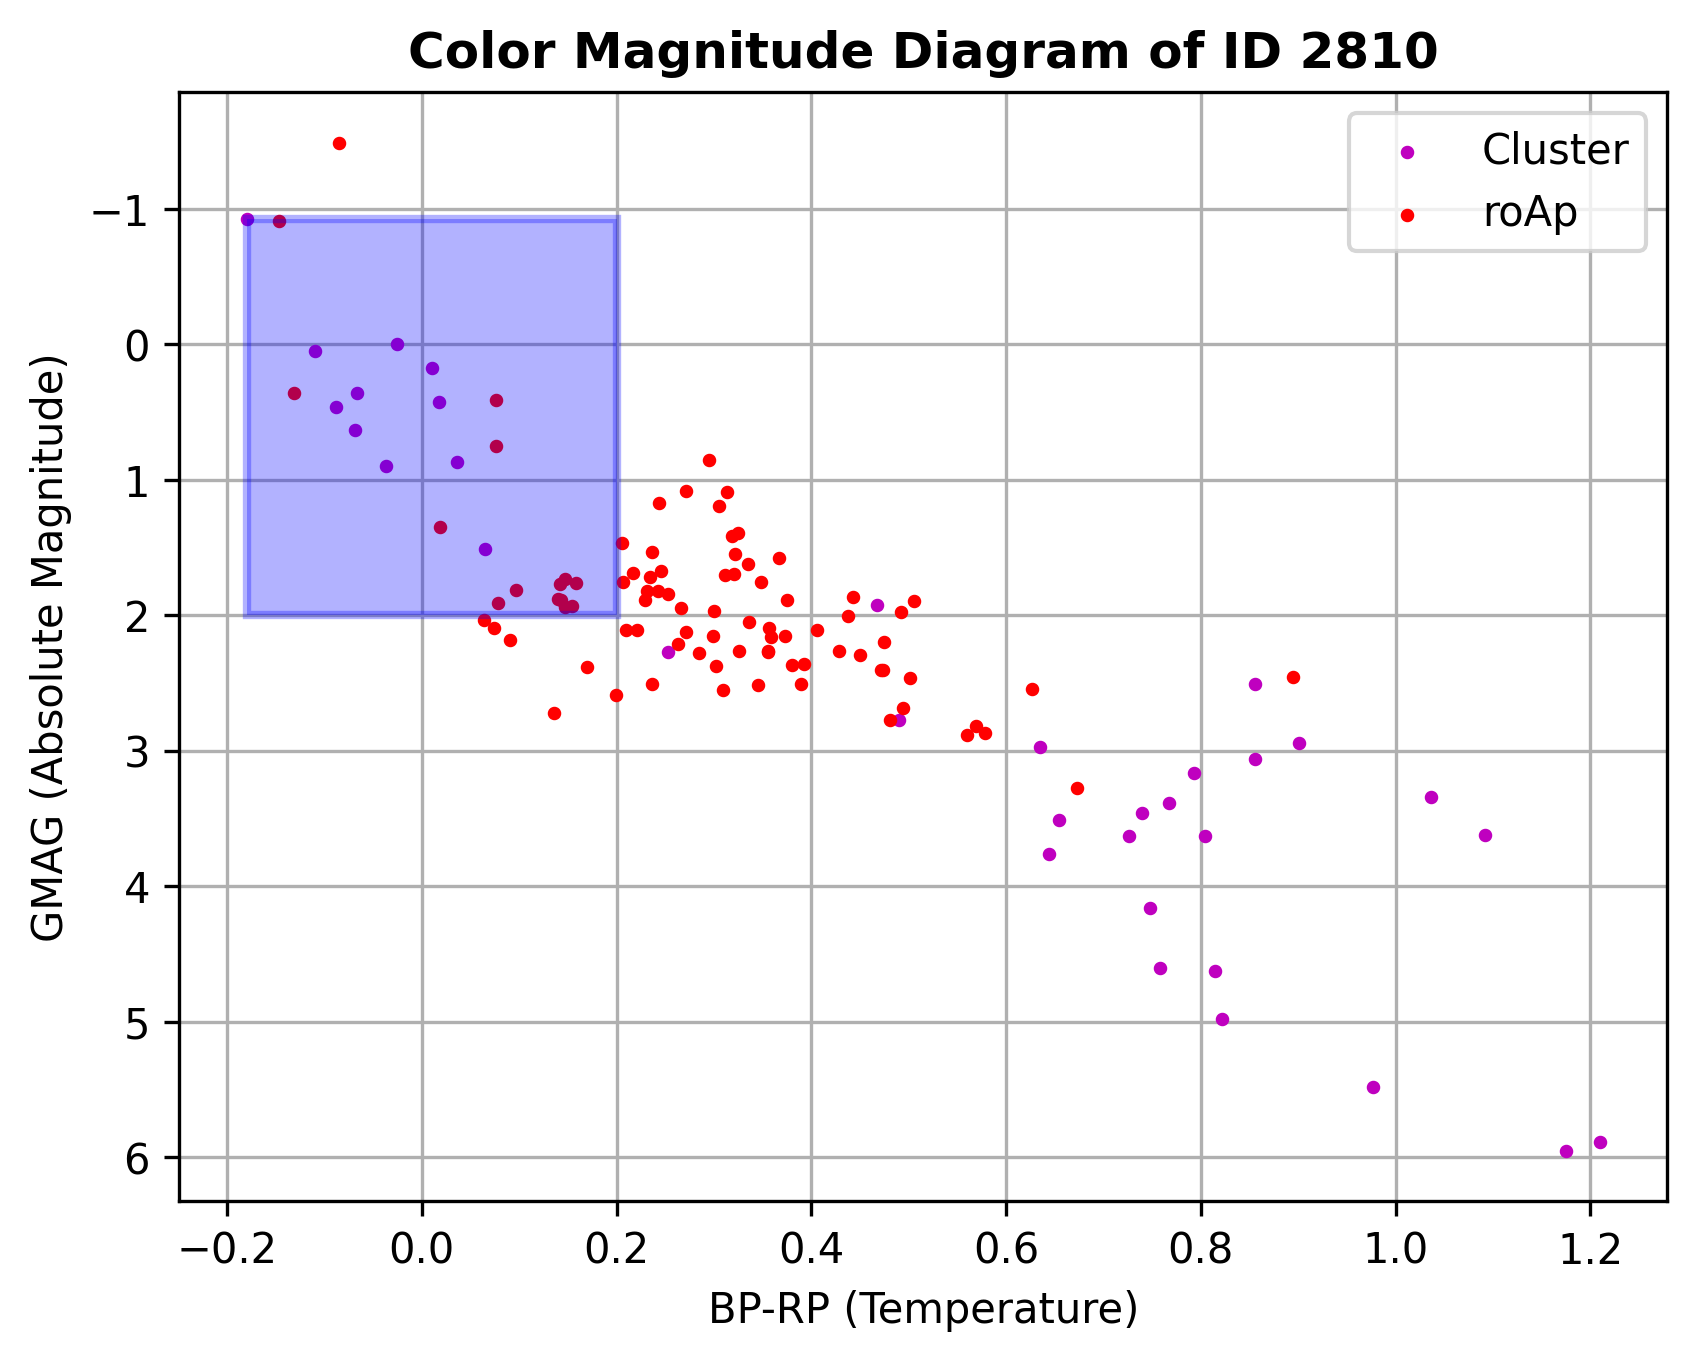 Color Magnitude Diagram of ID 2810
Cluster
roAp
GMAG (Absolute Magnitude)
−1
0
1
2
3
4
5
6
−0.2 0.0 0.2 0.4 0.6 0.8 1.0 1.2
BP-RP (Temperature)